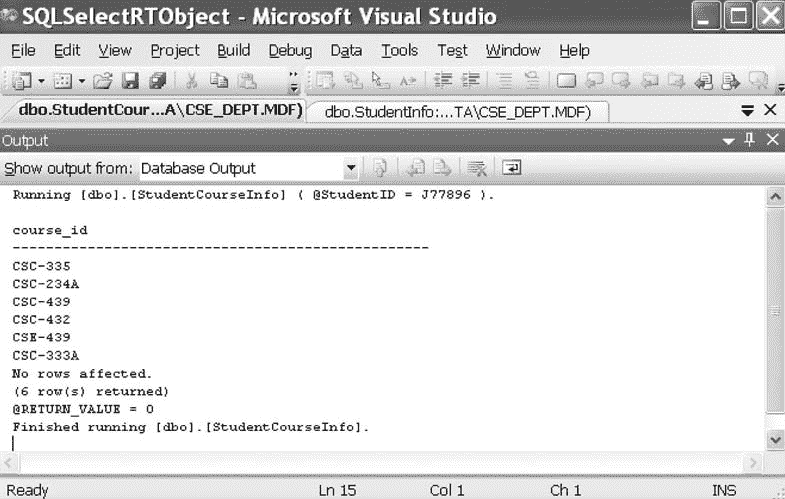 SQLSelectRTObject - Microsoft Visual Studio
File Edit View Project Build Debug Data Tools Test Window Help
dbo.StudentCour...A\CSE_DEPT.MDF) dbo.StudentInfo:...TA\CSE_DEPT.MDF)
Output
Show output from: Database Output
Running [dbo].[StudentCourseInfo] ( @StudentID = J77896 ).
course_id
--------------------------------------------------
CSC-335
CSC-234A
CSC-439
CSC-432
CSE-439
CSC-333A
No rows affected.
(6 row(s) returned)
@RETURN_VALUE = 0
Finished running [dbo].[StudentCourseInfo].
Ready Ln 15 Col 1 Ch 1 INS